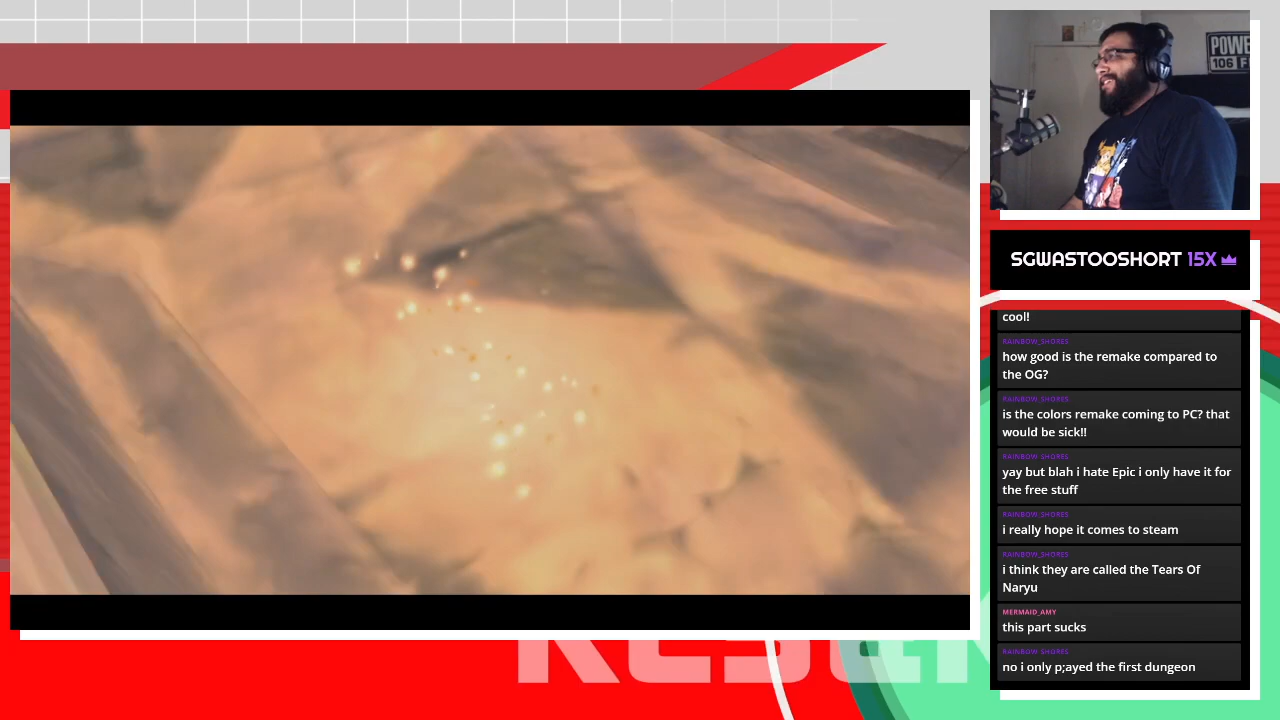 POWE
106 F
SGWASTOOSHORT 15X
cool!
RAINBOW_SHORES
how good is the remake compared to
the OG?
RAINBOW_SHORES
is the colors remake coming to PC? that
would be sick!!
RAINBOW_SHORES
yay but blah i hate Epic i only have it for
the free stuff
RAINBOW_SHORES
i really hope it comes to steam
RAINBOW_SHORES
i think they are called the Tears Of
Naryu
MERMAID_AMY
this part sucks
RAINBOW_SHORES
no i only p;ayed the first dungeon